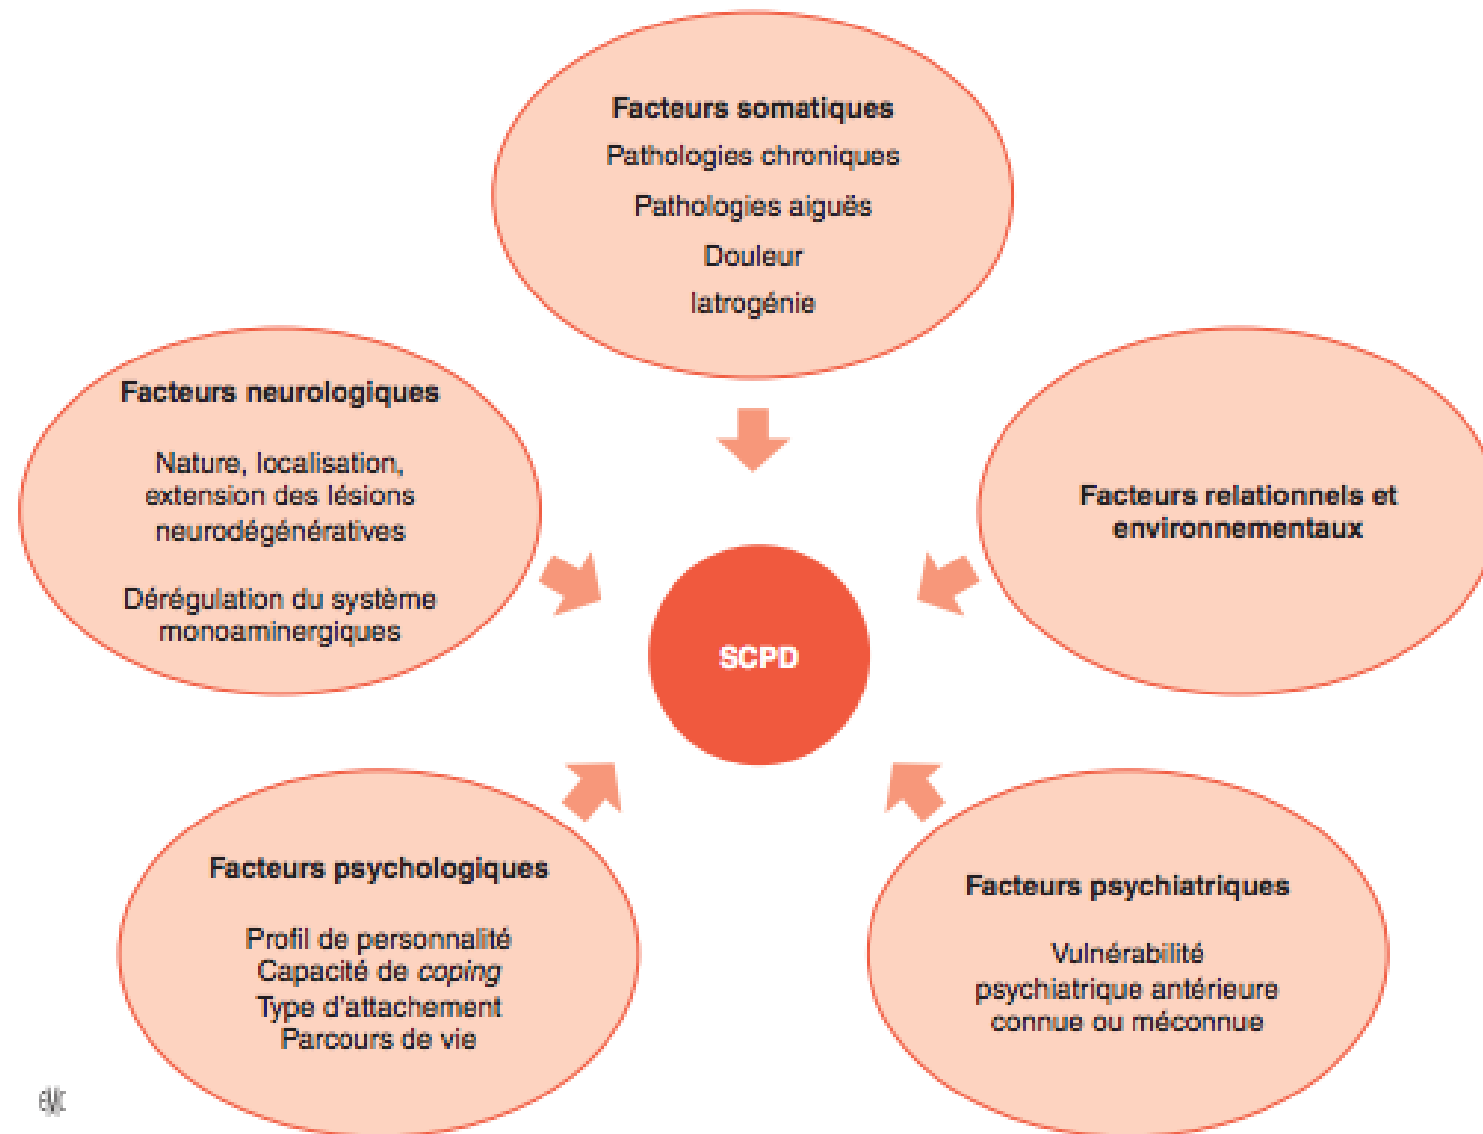 Facteurs somatiques
Pathologies chroniques
Pathologies aiguës
Douleur
Iatrogénie
Facteurs neurologiques
Nature, localisation,
extension des lésions
neurodégénératives
Dérégulation du système
monoaminergiques
Facteurs relationnels et
environnementaux
SCPD
Facteurs psychologiques
Profil de personnalité
Capacité de coping
Type d'attachement
Parcours de vie
Facteurs psychiatriques
Vulnérabilité
psychiatrique antérieure
connue ou méconnue